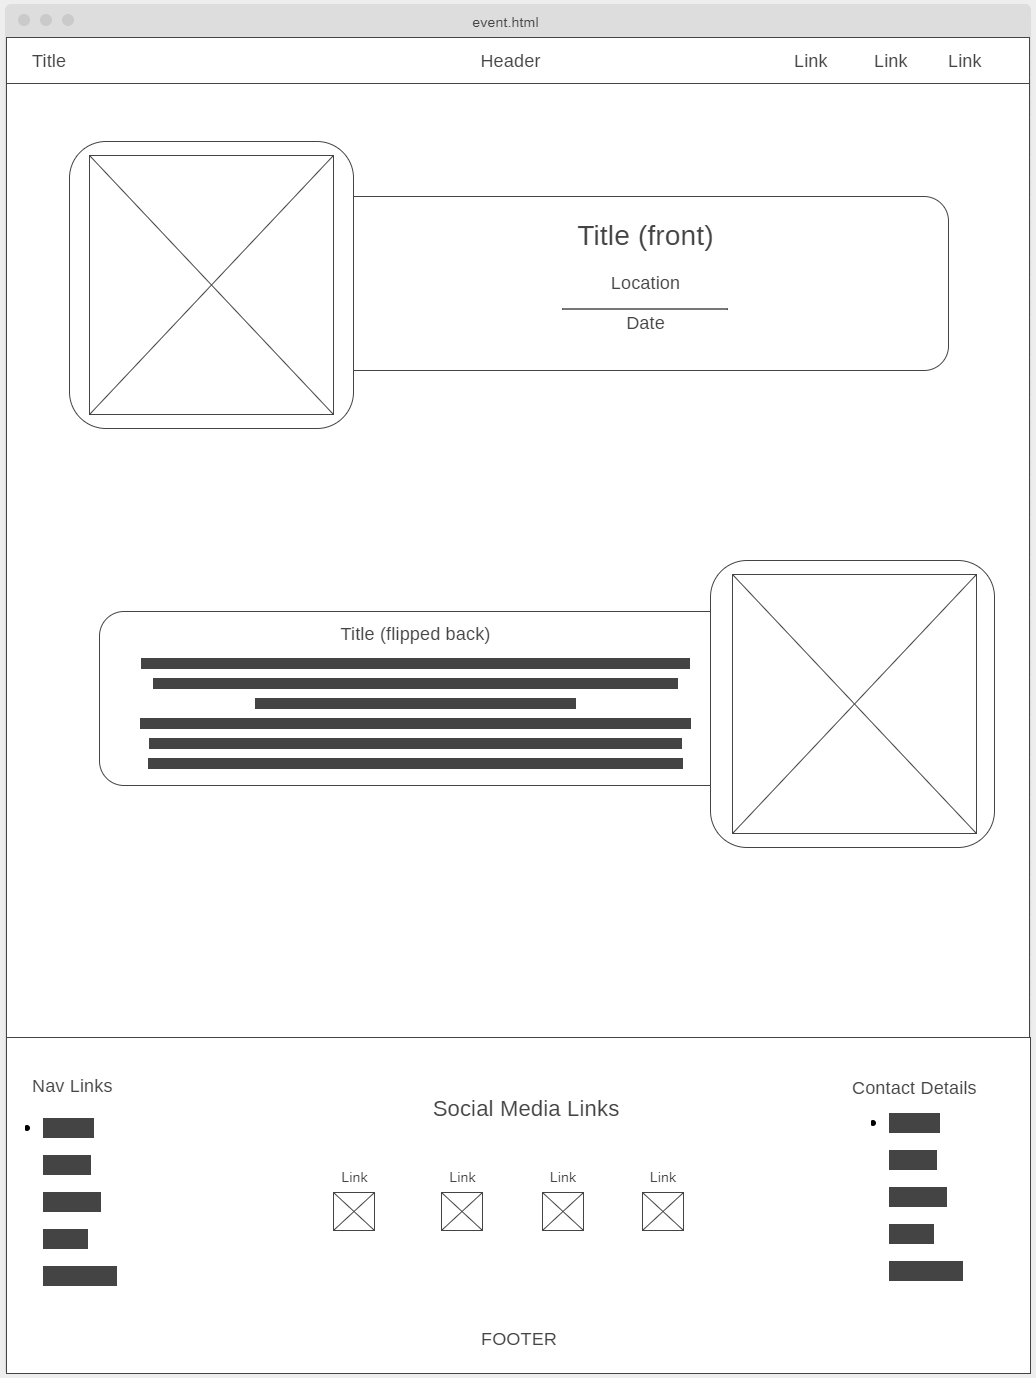 event.html
Title
Header
Link
Link
Link
Title (front)
Location
Date
Title (flipped back)
Nav Links
Social Media Links
Contact Details
Link
Link
Link
Link
FOOTER